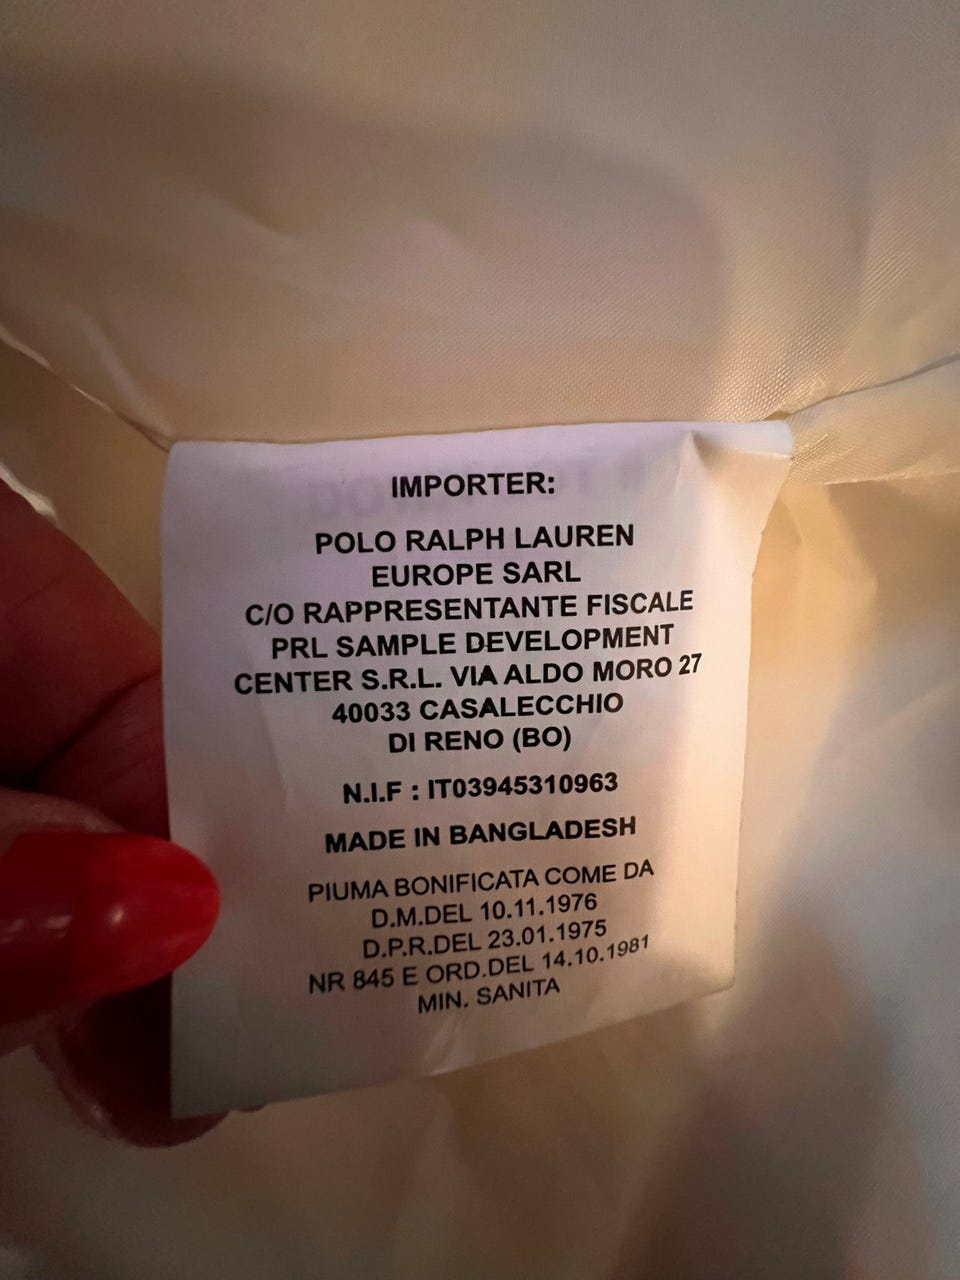 IMPORTER:
POLO RALPH LAUREN
EUROPE SARL
C/O RAPPRESENTANTE FISCALE
PRL SAMPLE DEVELOPMENT
CENTER S.R.L. VIA ALDO MORO 27
40033 CASALECCHIO
DI RENO (BO)
N.I.F : IT03945310963
MADE IN BANGLADESH
PIUMA BONIFICATA COME DA
D.M.DEL 10.11.1976
D.P.R.DEL 23.01.1975
NR 845 E ORD.DEL 14.10.1981
MIN. SANITA